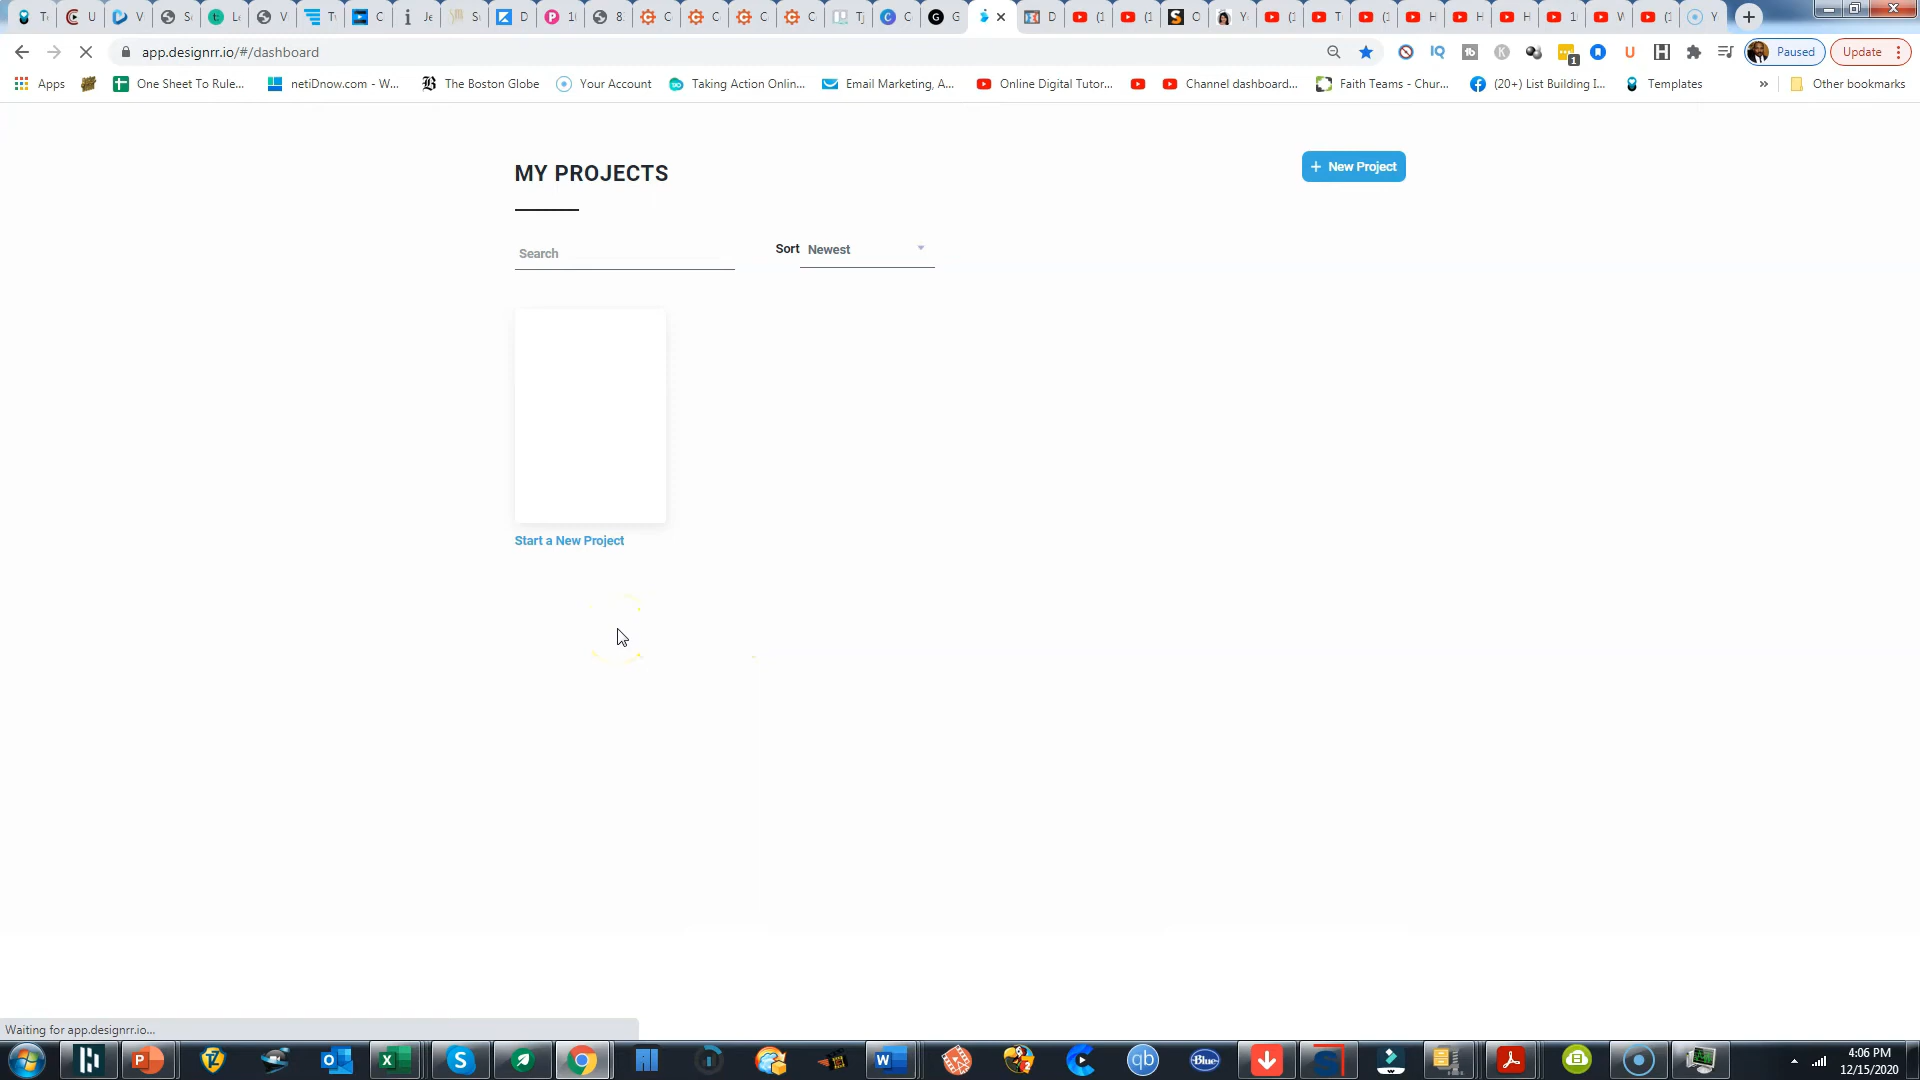 app.designrr.io/#/dashboard
Paused
Update
Apps
One Sheet To Rule...
netiDnow.com - W...
The Boston Globe
Your Account
Taking Action Onlin...
Email Marketing, A...
Online Digital Tutor...
Channel dashboard...
Faith Teams - Chur...
(20+) List Building I...
Templates
»
Other bookmarks
MY PROJECTS
+ New Project
Search
Sort Newest
Start a New Project
Waiting for app.designrr.io...
4:06 PM
12/15/2020